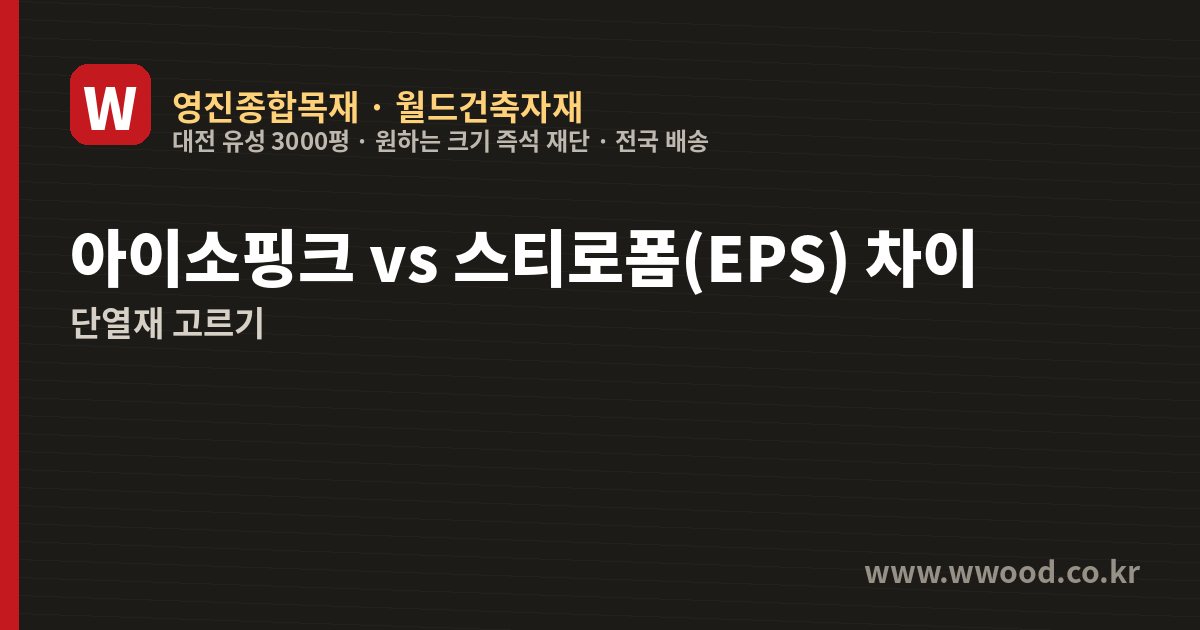 W
영진종합목재 · 월드건축자재
대전 유성 3000평 · 원하는 크기 즉석 재단 · 전국 배송
아이소핑크 vs 스티로폼(EPS) 차이
단열재 고르기
www.wwood.co.kr